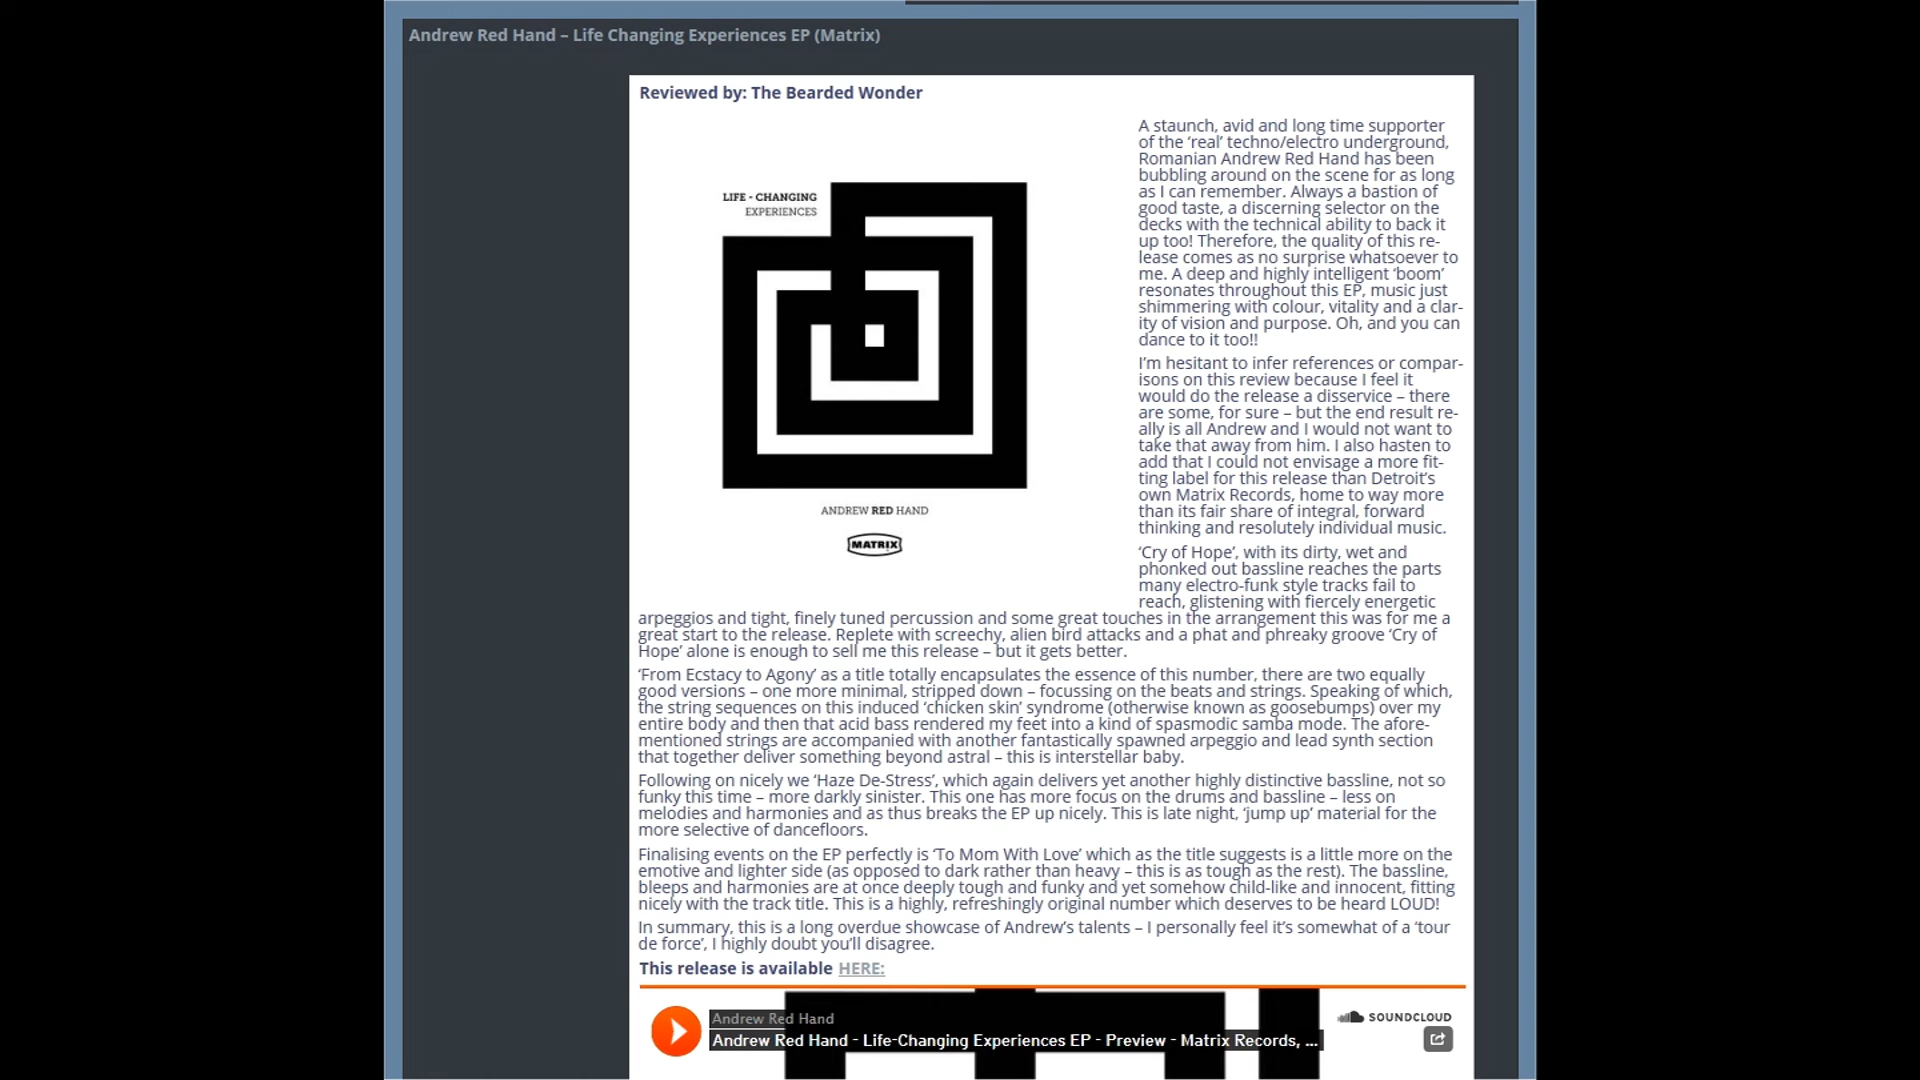 Andrew Red Hand – Life Changing Experiences EP (Matrix)
Reviewed by: The Bearded Wonder
LIFE - CHANGING
EXPERIENCES
ANDREW RED HAND
MATRIX
A staunch, avid and long time supporter
of the ‘real’ techno/electro underground,
Romanian Andrew Red Hand has been
bubbling around on the scene for as long
as I can remember. Always a bastion of
good taste, a discerning selector on the
decks with the technical ability to back it
up too! Therefore, the quality of this re-
lease comes as no surprise whatsoever to
me. A deep and highly intelligent ‘boom’
resonates throughout this EP, music just
shimmering with colour, vitality and a clar-
ity of vision and purpose. Oh, and you can
dance to it too!!
I’m hesitant to infer references or compar-
isons on this review because I feel it
would do the release a disservice – there
are some, for sure – but the end result re-
ally is all Andrew and I would not want to
take that away from him. I also hasten to
add that I could not envisage a more fit-
ting label for this release than Detroit’s
own Matrix Records, home to way more
than its fair share of integral, forward
thinking and resolutely individual music.
‘Cry of Hope’, with its dirty, wet and
phonked out bassline reaches the parts
many electro-funk style tracks fail to
reach, glistening with fiercely energetic
arpeggios and tight, finely tuned percussion and some great touches in the arrangement this was for me a
great start to the release. Replete with screechy, alien bird attacks and a phat and phreaky groove ‘Cry of
Hope’ alone is enough to sell me this release – but it gets better.
‘From Ecstacy to Agony’ as a title totally encapsulates the essence of this number, there are two equally
good versions – one more minimal, stripped down – focussing on the beats and strings. Speaking of which,
the string sequences on this induced ‘chicken skin’ syndrome (otherwise known as goosebumps) over my
entire body and then that acid bass rendered my feet into a kind of spasmodic samba mode. The afore-
mentioned strings are accompanied with another fantastically spawned arpeggio and lead synth section
that together deliver something beyond astral – this is interstellar baby.
Following on nicely we ‘Haze De-Stress’, which again delivers yet another highly distinctive bassline, not so
funky this time – more darkly sinister. This one has more focus on the drums and bassline – less on
melodies and harmonies and as thus breaks the EP up nicely. This is late night, ‘jump up’ material for the
more selective of dancefloors.
Finalising events on the EP perfectly is ‘To Mom With Love’ which as the title suggests is a little more on the
emotive and lighter side (as opposed to dark rather than heavy – this is as tough as the rest). The bassline,
bleeps and harmonies are at once deeply tough and funky and yet somehow child-like and innocent, fitting
nicely with the track title. This is a highly, refreshingly original number which deserves to be heard LOUD!
In summary, this is a long overdue showcase of Andrew’s talents – I personally feel it’s somewhat of a ‘tour
de force’, I highly doubt you’ll disagree.
This release is available HERE:
Andrew Red Hand
SOUNDCLOUD
Andrew Red Hand - Life-Changing Experiences EP - Preview - Matrix Records, ...